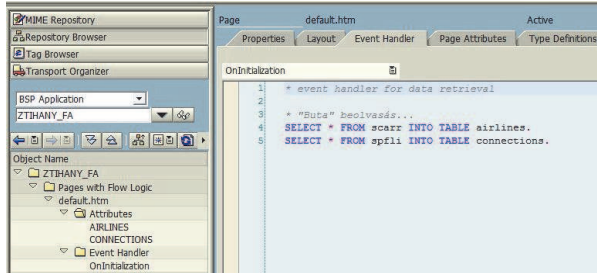 MIME Repository
Repository Browser
Tag Browser
Transport Organizer
BSP Application
ZTIHANY_FA
Object Name
ZTIHANY_FA
Pages with Flow Logic
default.htm
Attributes
AIRLINES
CONNECTIONS
Event Handler
OnInitialization
Page default.htm Active
Properties Layout Event Handler Page Attributes Type Definitions
OnInitialization
1 * event handler for data retrieval
2
3 * "Buta" beolvasás...
4 SELECT * FROM scarr INTO TABLE airlines.
5 SELECT * FROM spfli INTO TABLE connections.